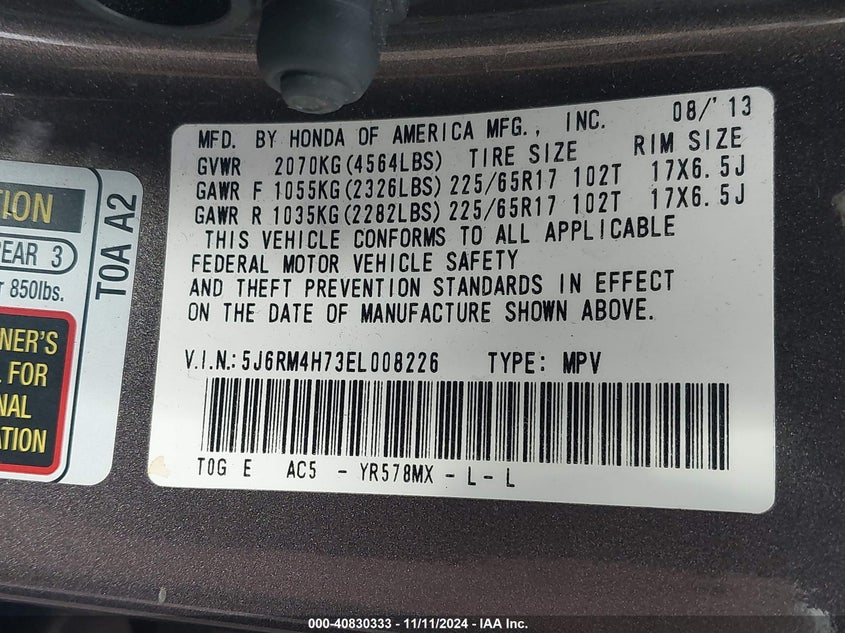 MFD. BY HONDA OF AMERICA MFG., INC. 08/'13
GVWR 2070KG(4564LBS) TIRE SIZE RIM SIZE
GAWR F 1055KG(2326LBS) 225/65R17 102T 17X6.5J
GAWR R 1035KG(2282LBS) 225/65R17 102T 17X6.5J
THIS VEHICLE CONFORMS TO ALL APPLICABLE
FEDERAL MOTOR VEHICLE SAFETY
AND THEFT PREVENTION STANDARDS IN EFFECT
ON THE DATE OF MANUFACTURE SHOWN ABOVE.
V.I.N.: 5J6RM4H73EL008226 TYPE: MPV
T0G E AC5 - YR578MX - L - L
TION
REAR 3
850lbs.
T0A A2
NER'S
FOR
NAL
ATION
000-40830333 - 11/11/2024 - IAA Inc.